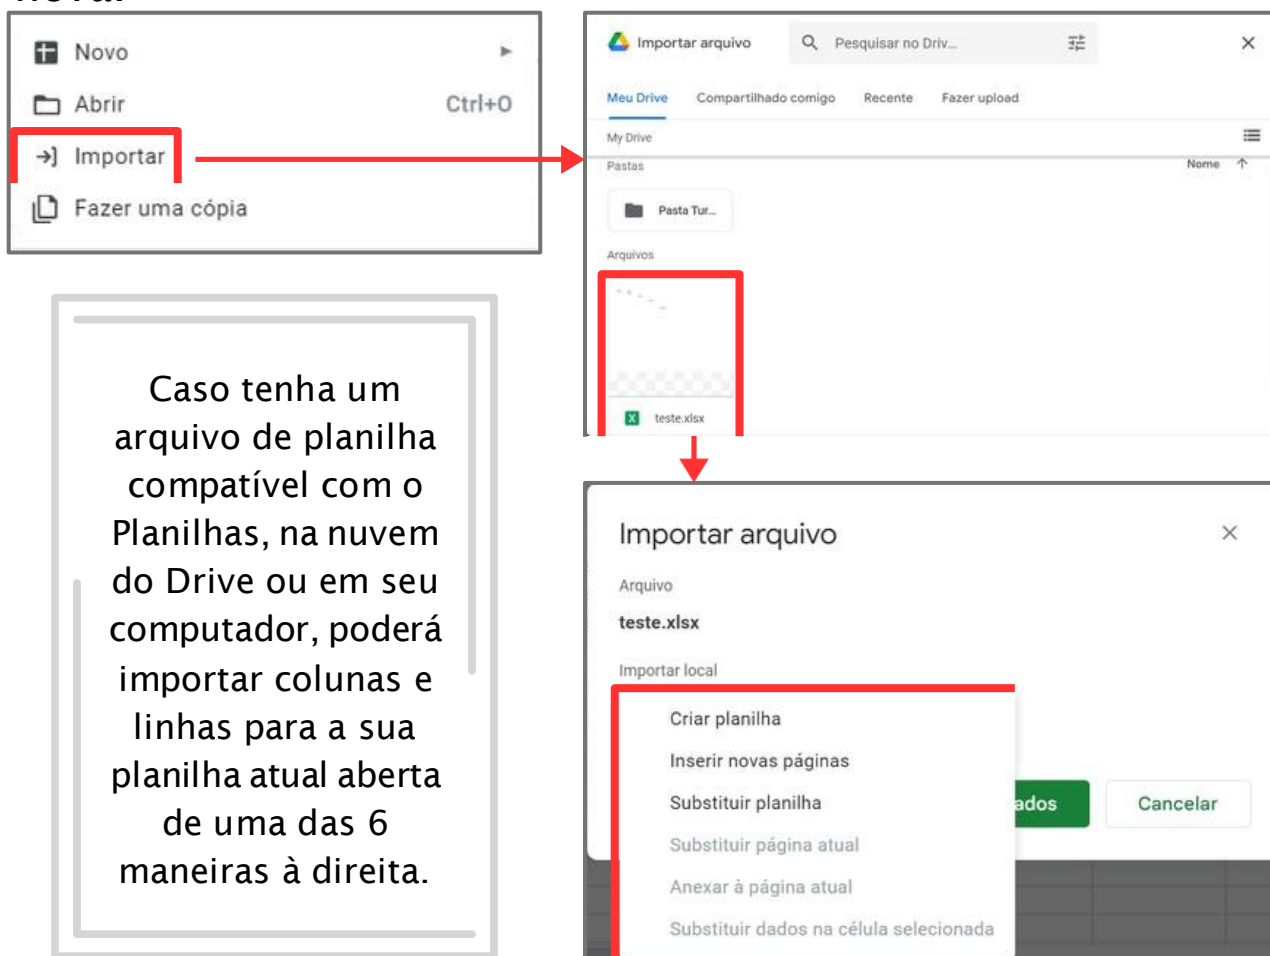 Novo
Abrir Ctrl+O
Importar
Fazer uma cópia
Importar arquivo Pesquisar no Driv...
Meu Drive Compartilhado comigo Recente Fazer upload
My Drive
Pastas Nome
Pasta Tur...
Arquivos
teste.xlsx
Caso tenha um
arquivo de planilha
compatível com o
Planilhas, na nuvem
do Drive ou em seu
computador, poderá
importar colunas e
linhas para a sua
planilha atual aberta
de uma das 6
maneiras à direita.
Importar arquivo
Arquivo
teste.xlsx
Importar local
Criar planilha
Inserir novas páginas
Substituir planilha
ados Cancelar
Substituir página atual
Anexar à página atual
Substituir dados na célula selecionada